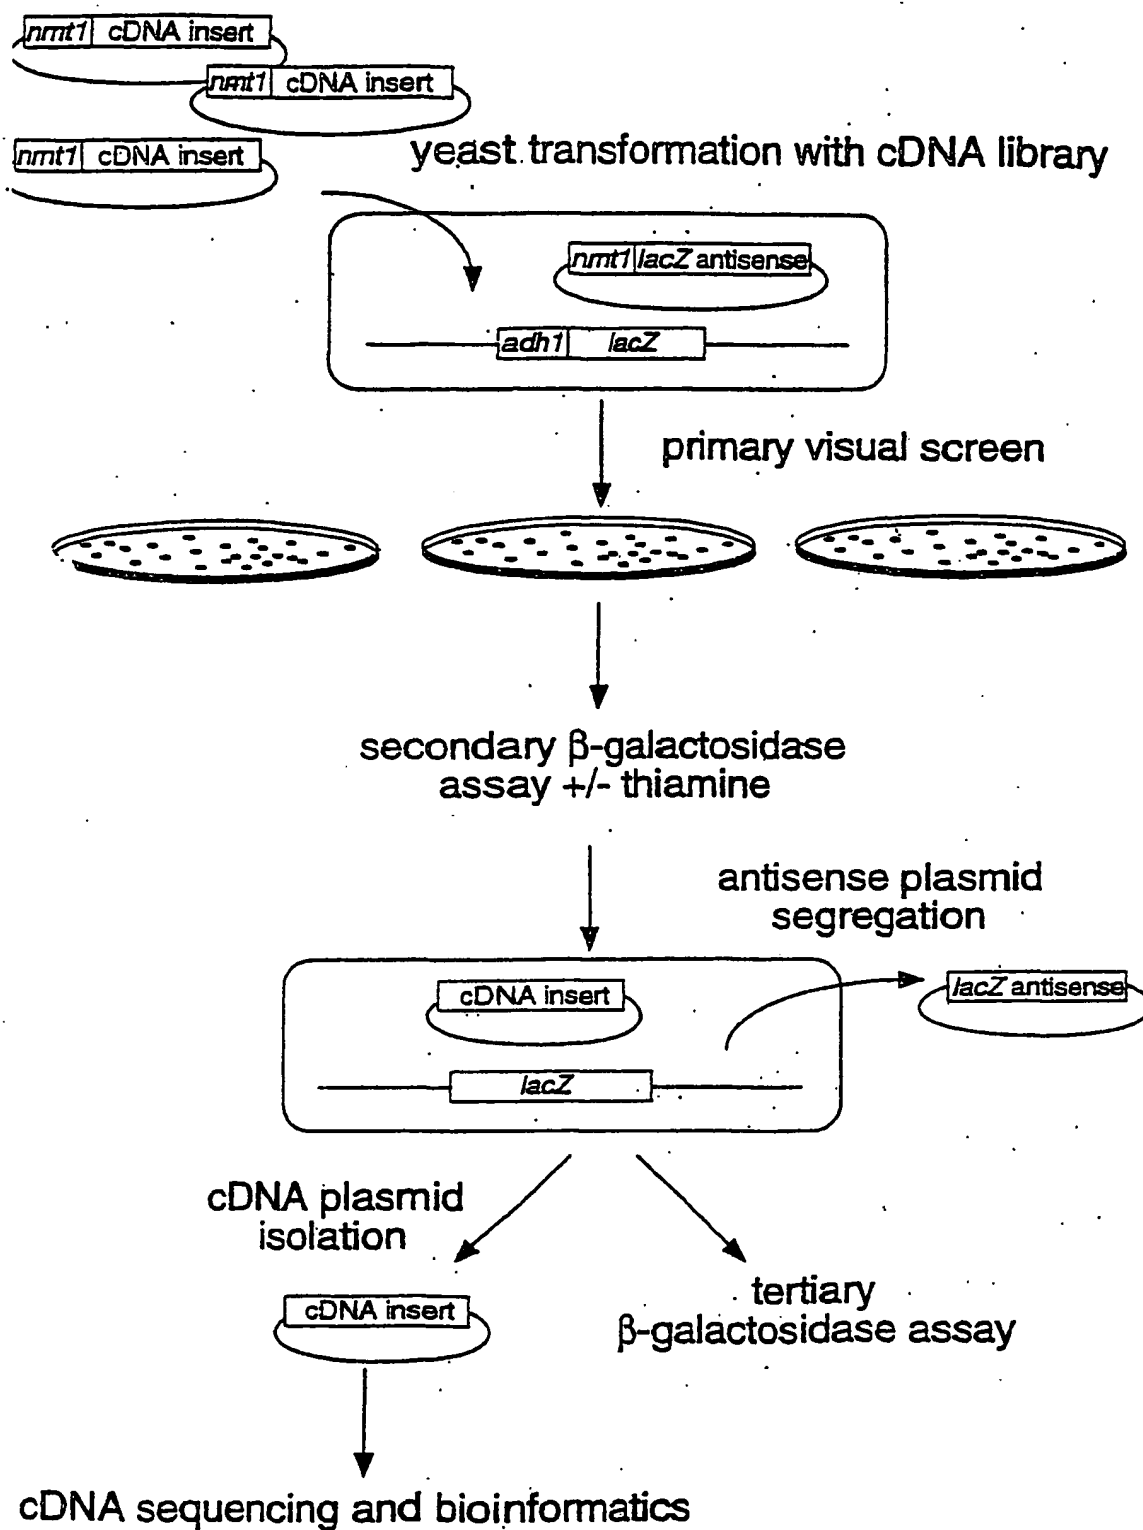 nmt1 cDNA insert
nmt1 cDNA insert
nmt1 cDNA insert
yeast transformation with cDNA library
nmt1 lacZ antisense
adh1 lacZ
primary visual screen
secondary β-galactosidase
assay +/- thiamine
antisense plasmid
segregation
cDNA insert
lacZ antisense
lacZ
cDNA plasmid
isolation
cDNA insert
tertiary
β-galactosidase assay
cDNA sequencing and bioinformatics